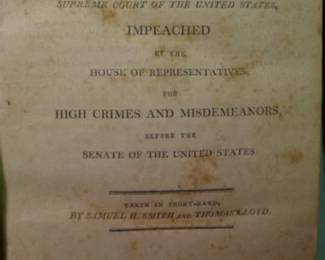 SUPREME COURT OF THE UNITED STATES,
IMPEACHED
BY THE
HOUSE OF REPRESENTATIVES,
FOR
HIGH CRIMES AND MISDEMEANORS,
BEFORE THE
SENATE OF THE UNITED STATES.
TAKEN IN SHORT-HAND,
BY SAMUEL H. SMITH AND THOMAS LLOYD.